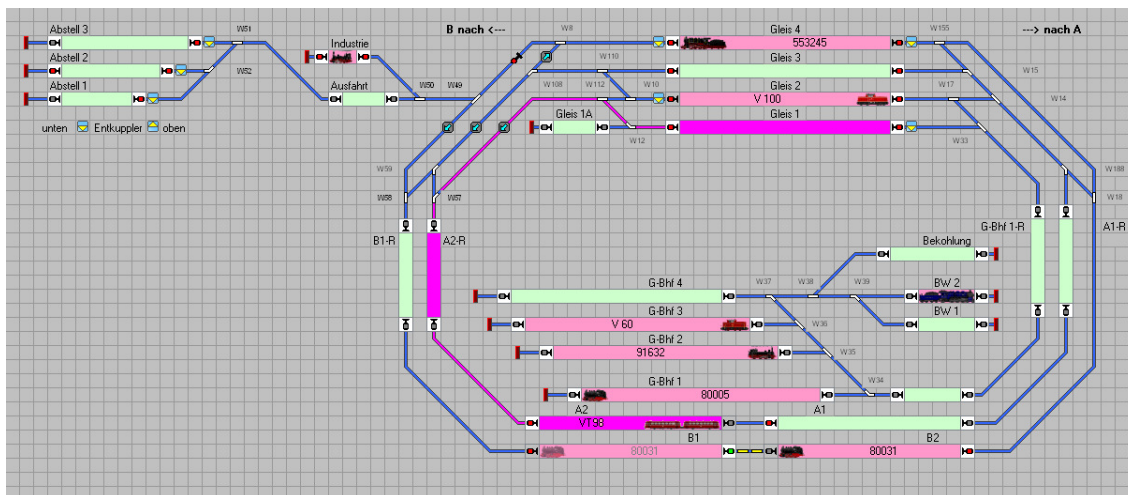 Abstell 3
W51
B nach <---
W8
Gleis 4
W155
---> nach A
Industrie
553245
Abstell 2
W52
W110
Gleis 3
W15
Abstell 1
Ausfahrt
W50
W49
W108
W112
W10
Gleis 2
W17
W14
V 100
unten
Entkuppler
oben
Gleis 1A
Gleis 1
W12
W33
W59
W188
W58
W57
W18
B1-R
A2-R
G-Bhf 1-R
A1-R
Bekohlung
G-Bhf 4
W37
W38
W39
BW 2
G-Bhf 3
BW 1
V 60
W36
G-Bhf 2
91632
W35
G-Bhf 1
W34
80005
A2
A1
VT98
B1
B2
80031
80031